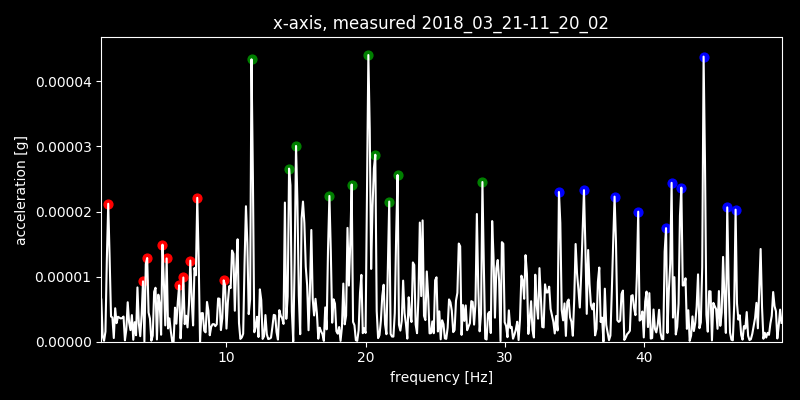 x-axis, measured 2018_03_21-11_20_02
0.00004
0.00003
0.00002
0.00001
0.00000
acceleration [g]
10 20 30 40
frequency [Hz]